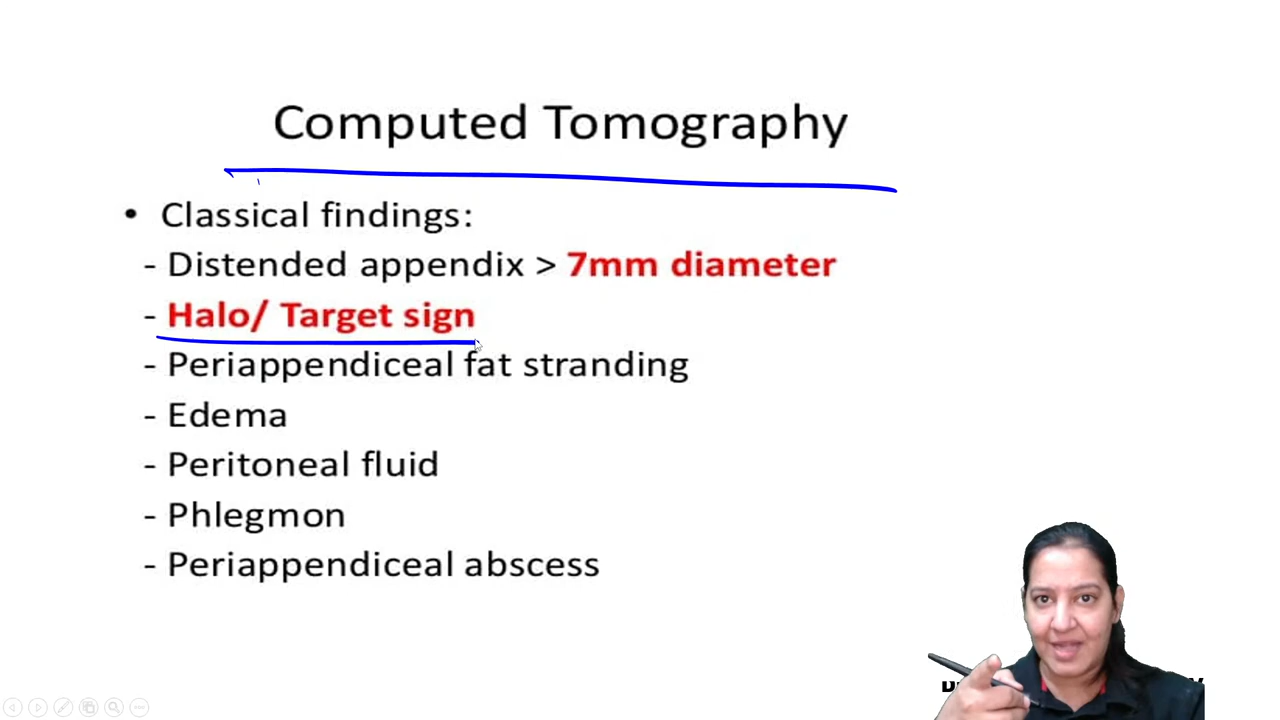 Computed Tomography
• Classical findings:
- Distended appendix > 7mm diameter
- Halo/ Target sign
- Periappendiceal fat stranding
- Edema
- Peritoneal fluid
- Phlegmon
- Periappendiceal abscess